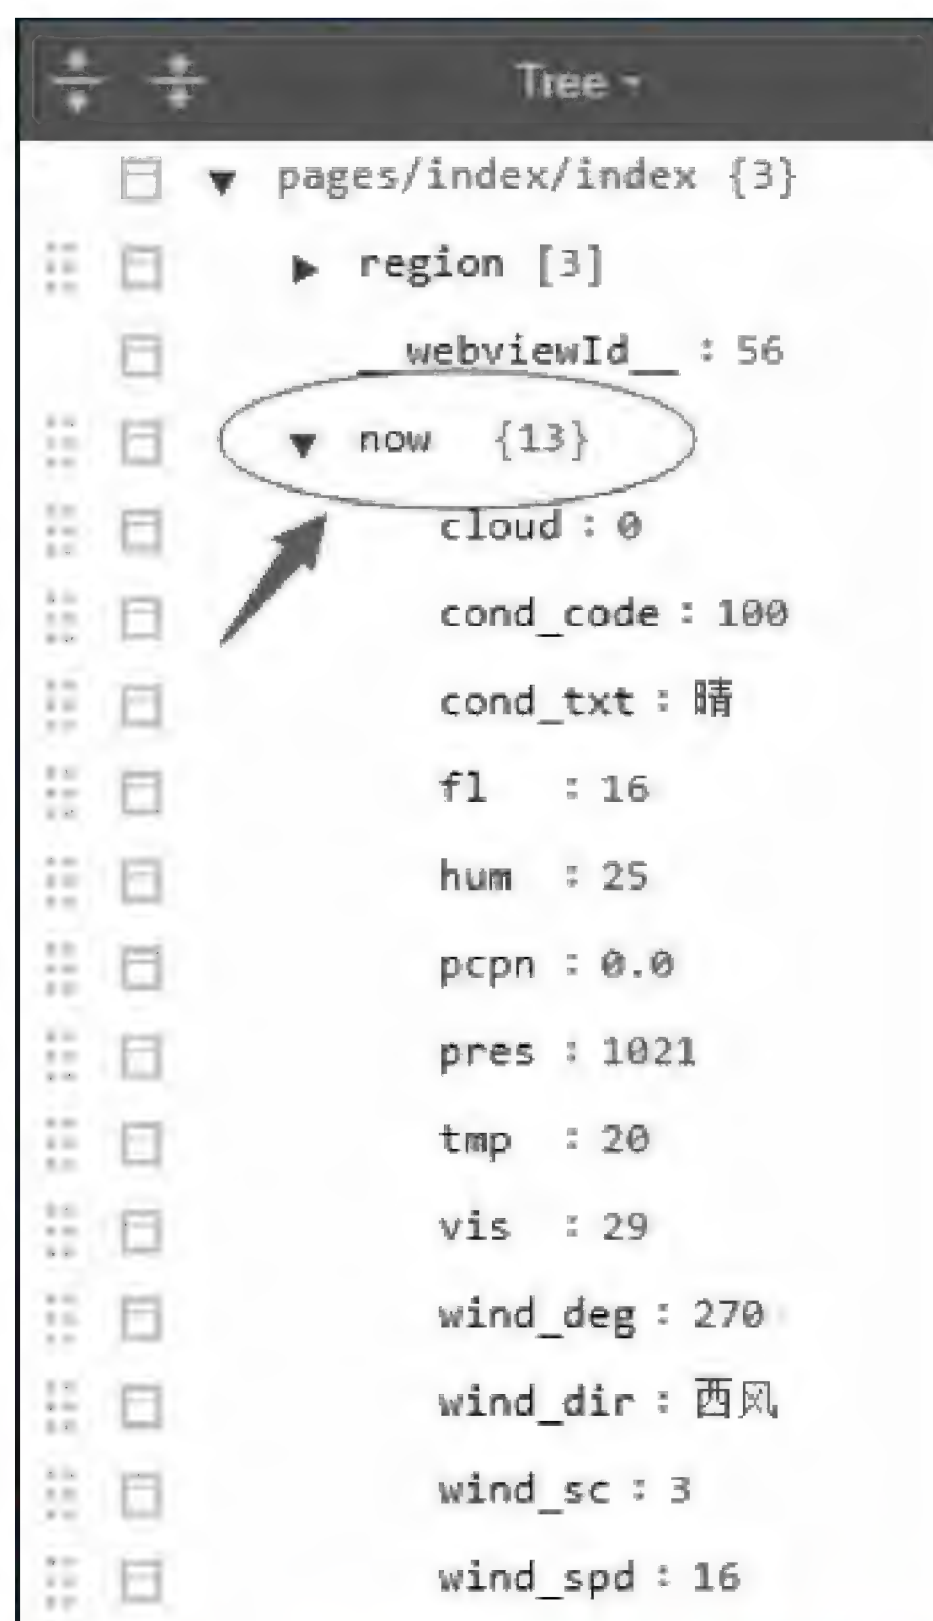 Tree
pages/index/index {3}
region [3]
__webviewId__ : 56
now {13}
cloud : 0
cond_code : 100
cond_txt : 晴
fl : 16
hum : 25
pcpn : 0.0
pres : 1021
tmp : 20
vis : 29
wind_deg : 270
wind_dir : 西风
wind_sc : 3
wind_spd : 16